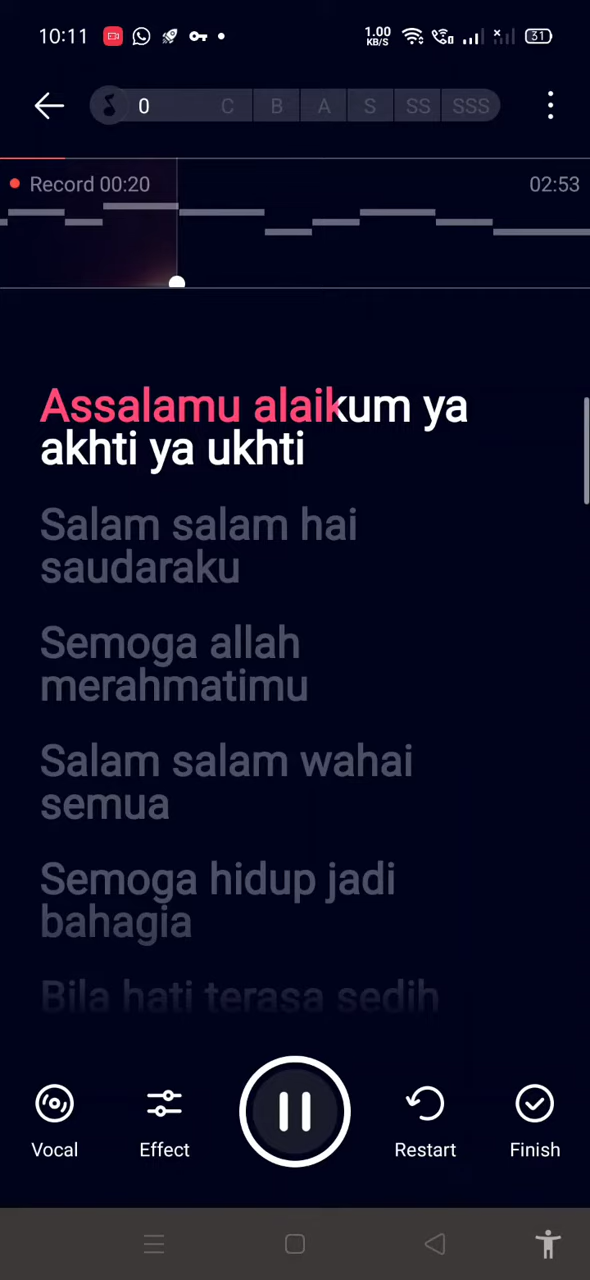 10:11 1.00 KB/S 31
0 C B A S SS SSS
Record 00:20 02:53
Assalamu alaikum ya
akhti ya ukhti
Salam salam hai
saudaraku
Semoga allah
merahmatimu
Salam salam wahai
semua
Semoga hidup jadi
bahagia
Bila hati terasa sedih
Vocal Effect Restart Finish